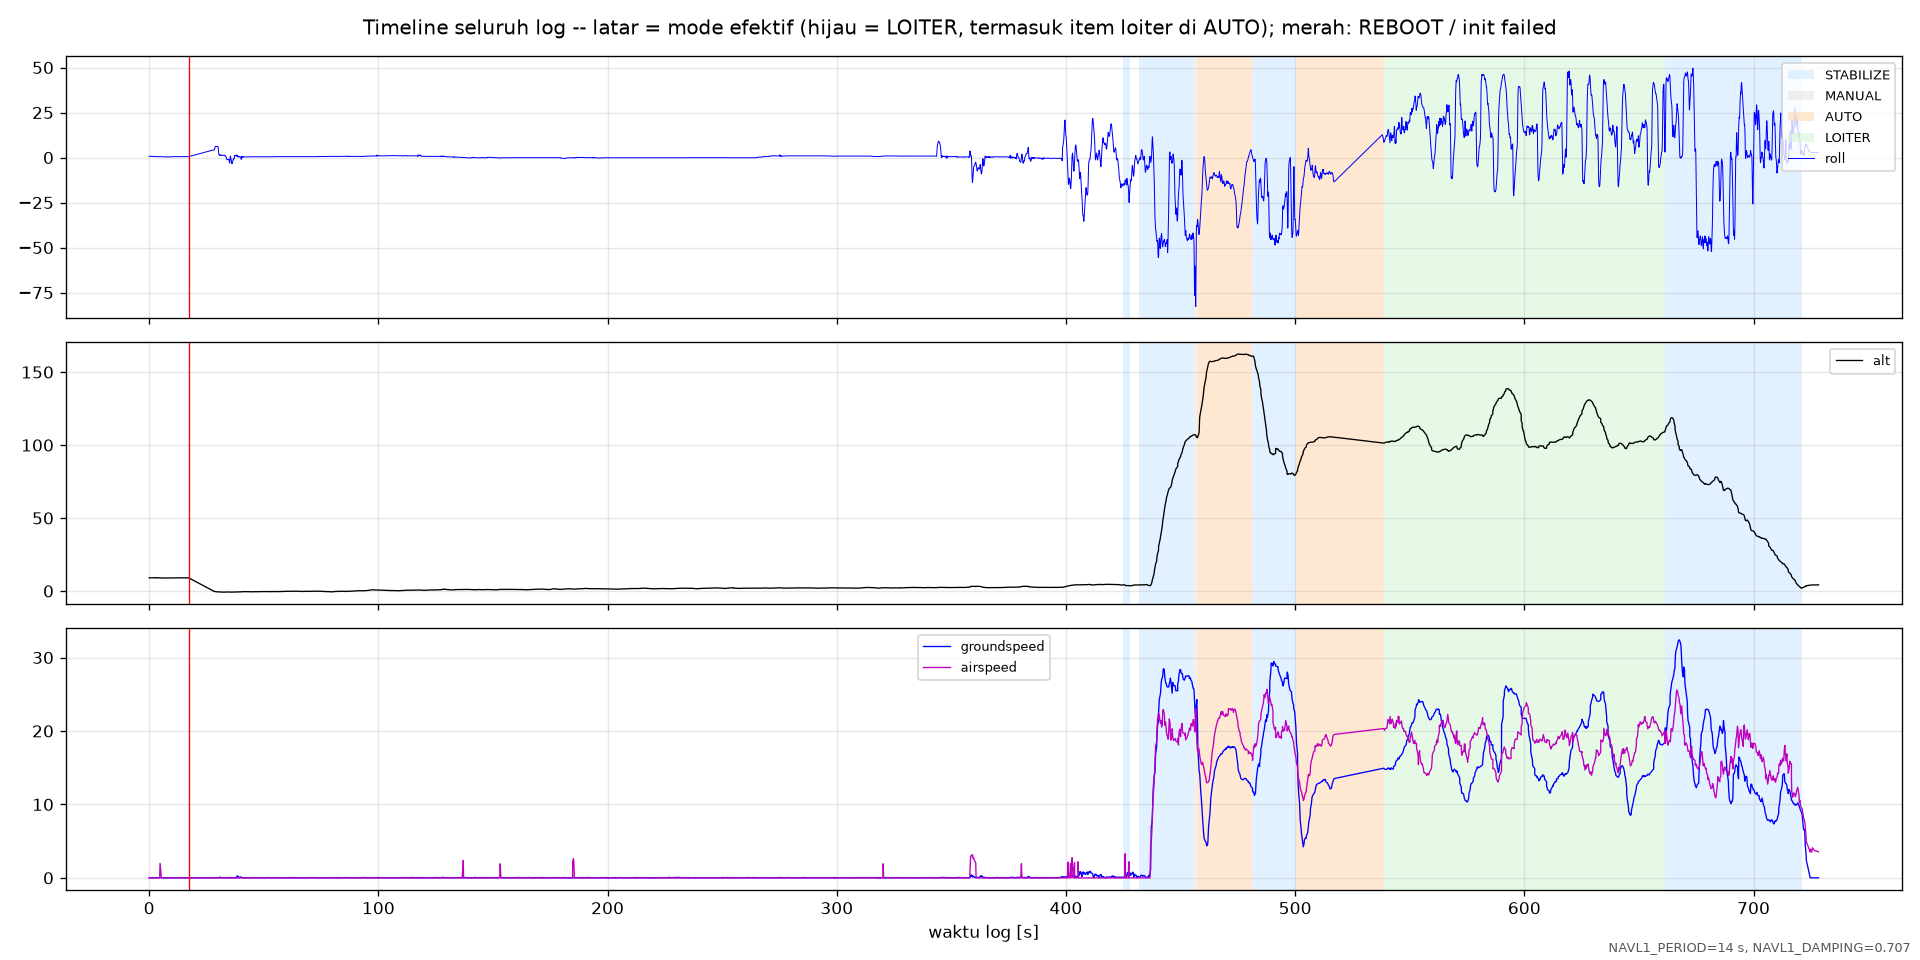 Timeline seluruh log -- latar = mode efektif (hijau = LOITER, termasuk item loiter di AUTO); merah: REBOOT / init failed
50
25
0
−25
−50
−75
STABILIZE
MANUAL
AUTO
LOITER
roll
150
100
50
0
alt
30
20
10
0
groundspeed
airspeed
0 100 200 300 400 500 600 700
waktu log [s]
NAVL1_PERIOD=14 s, NAVL1_DAMPING=0.707